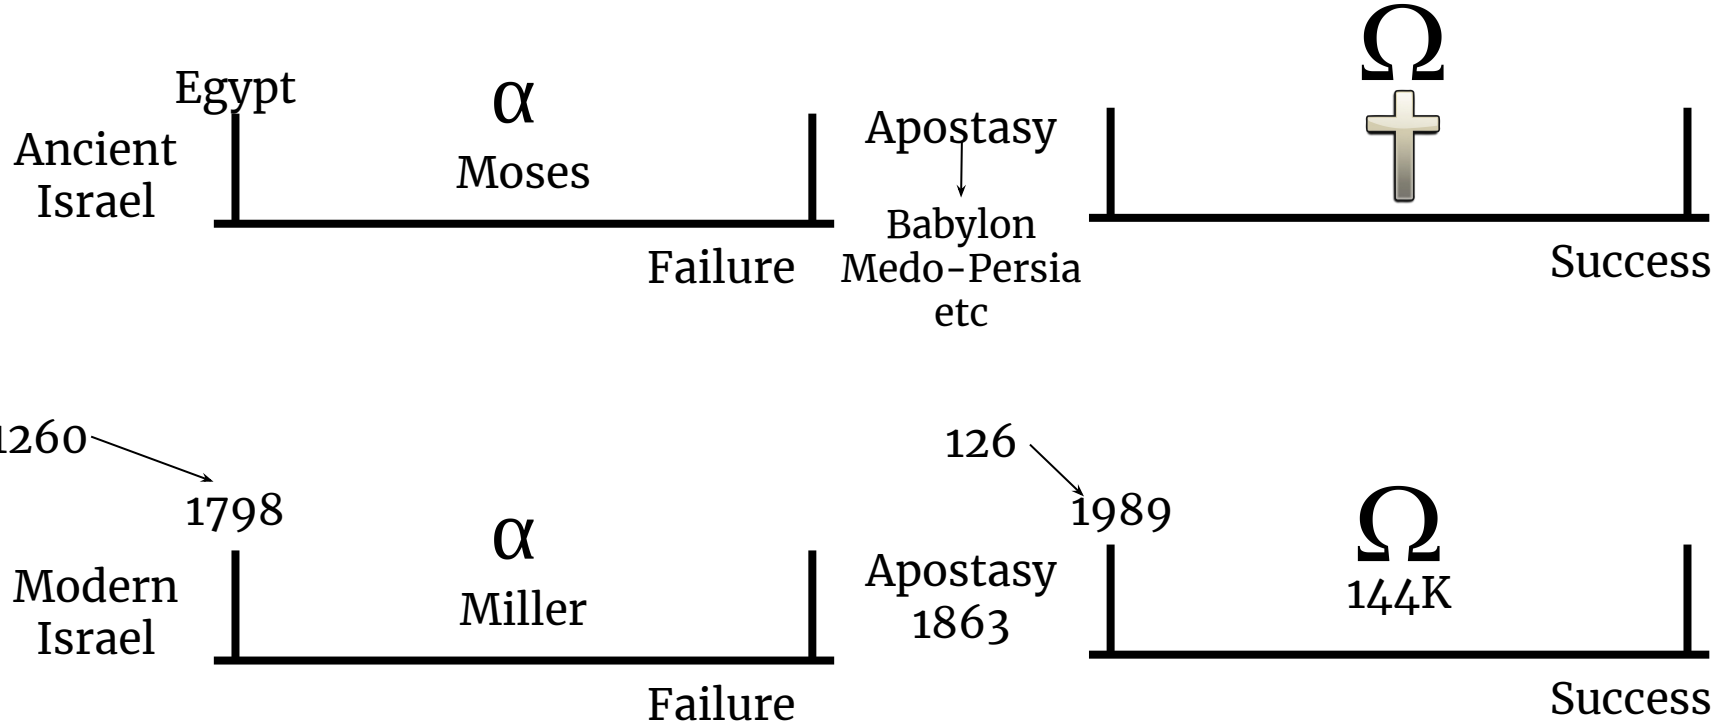 Egypt
α
Moses
Ancient
Israel
Failure
Apostasy
Babylon
Medo-Persia
etc
Ω
Success
1260
1798
α
Miller
Modern
Israel
Failure
Apostasy
1863
126
1989
Ω
144K
Success